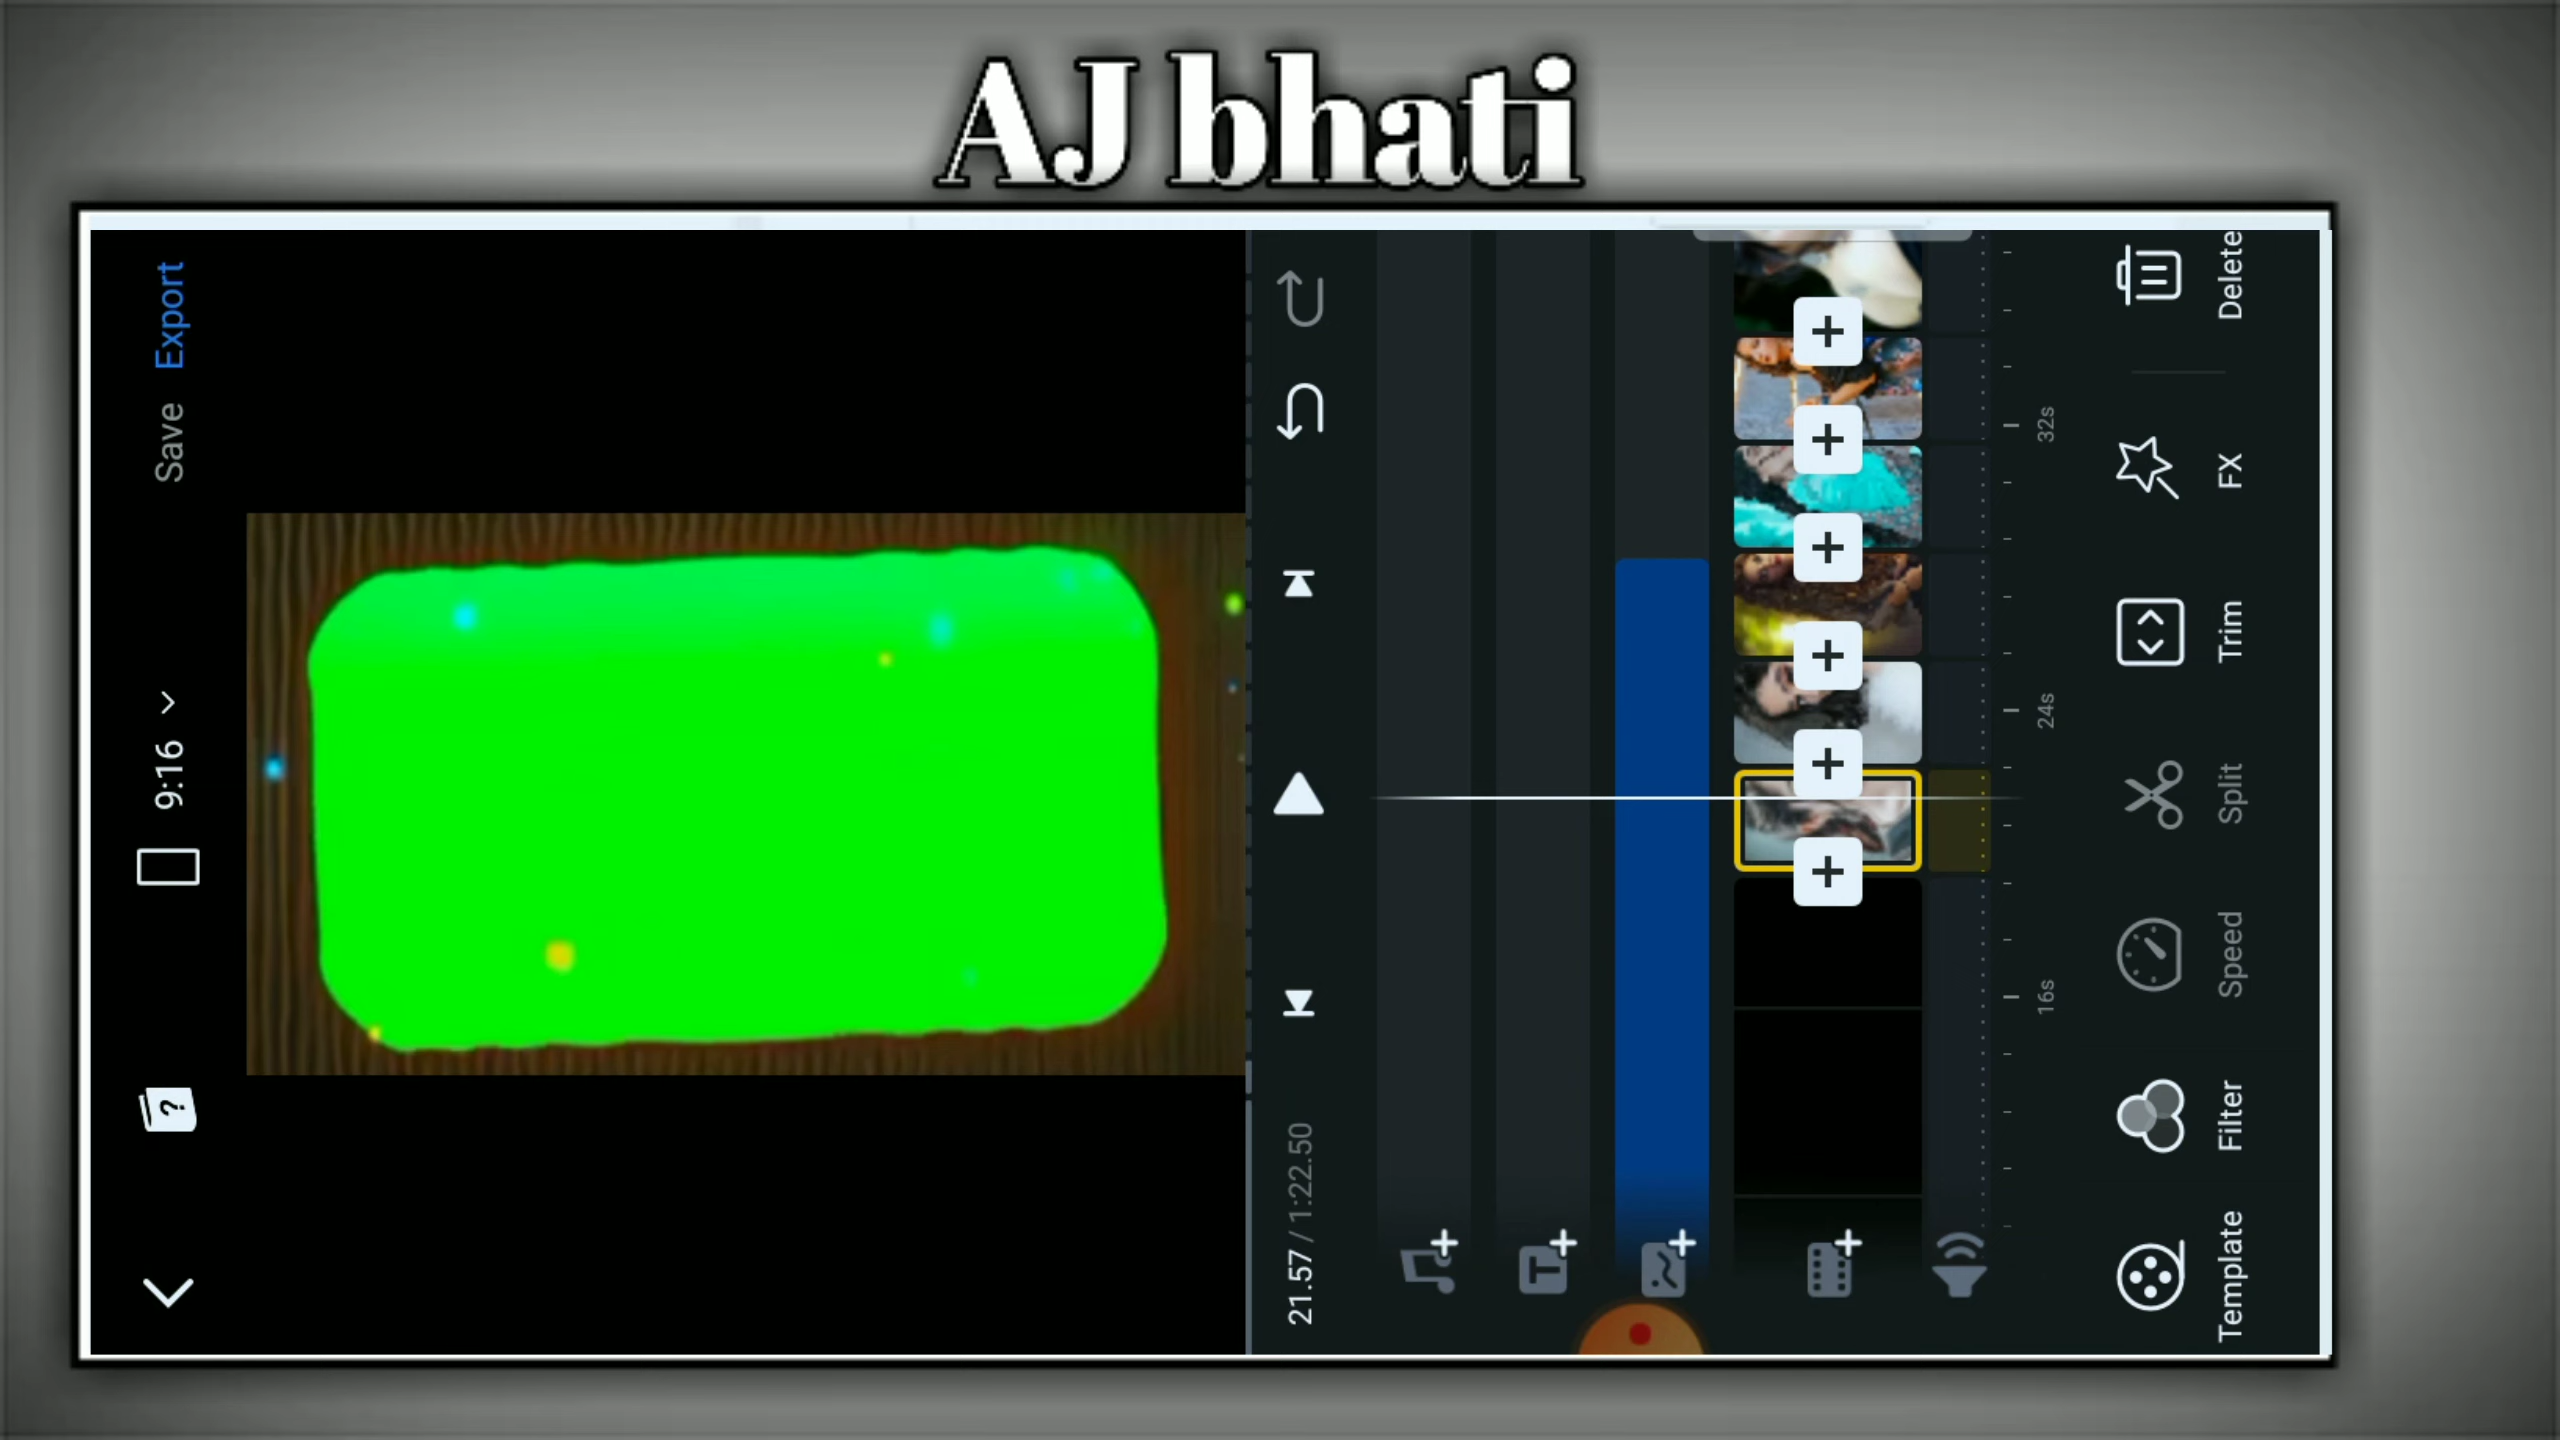 AJ bhati
9:16
Save
Export
?
21.57 / 1:22.50
T
16s
24s
32s
Template
Filter
Speed
Split
Trim
FX
Delete